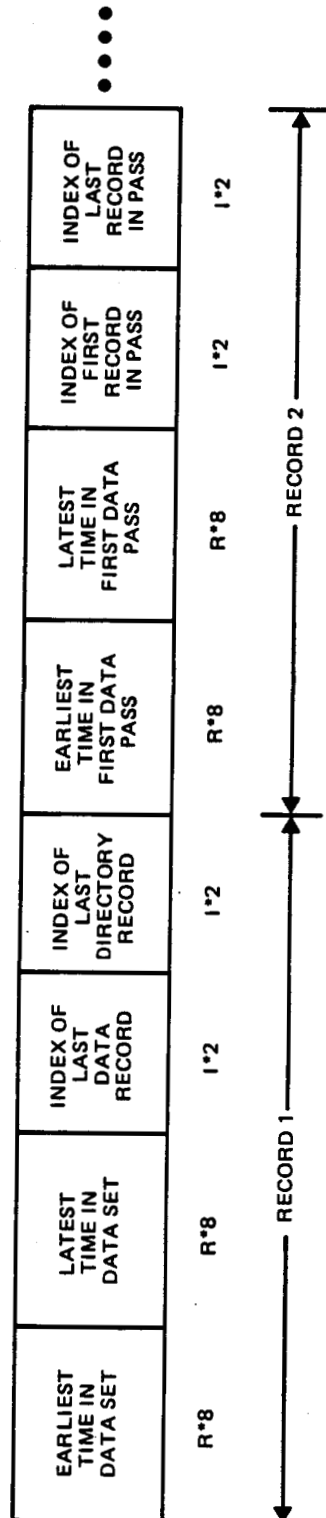 EARLIEST
TIME IN
DATA SET
LATEST
TIME IN
DATA SET
INDEX OF
LAST
DATA
RECORD
INDEX OF
LAST
DIRECTORY
RECORD
EARLIEST
TIME IN
FIRST DATA
PASS
LATEST
TIME IN
FIRST DATA
PASS
INDEX OF
FIRST
RECORD
IN PASS
INDEX OF
LAST
RECORD
IN PASS
R*8
R*8
I*2
I*2
R*8
R*8
I*2
I*2
RECORD 1
RECORD 2